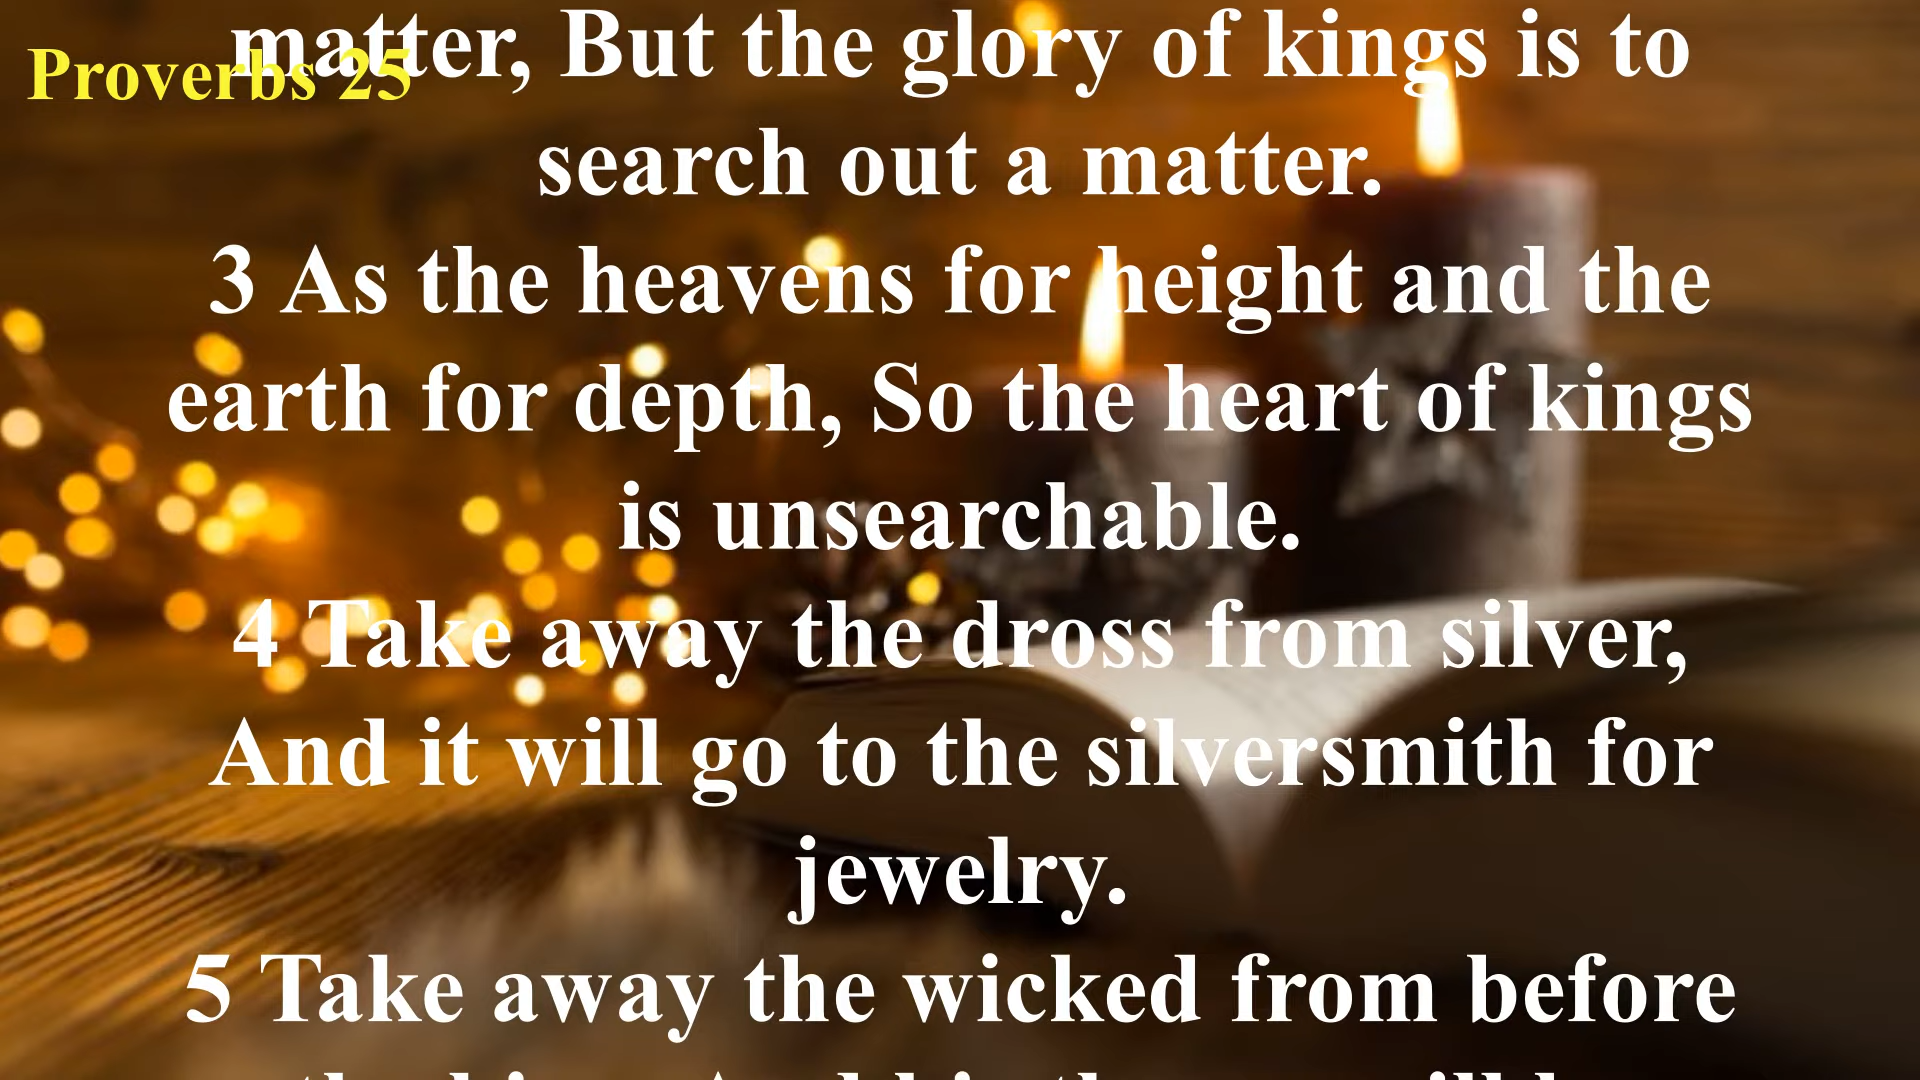 matter, But the glory of kings is to
Proverbs 25
search out a matter.
3 As the heavens for height and the
earth for depth, So the heart of kings
is unsearchable.
4 Take away the dross from silver,
And it will go to the silversmith for
jewelry.
5 Take away the wicked from before